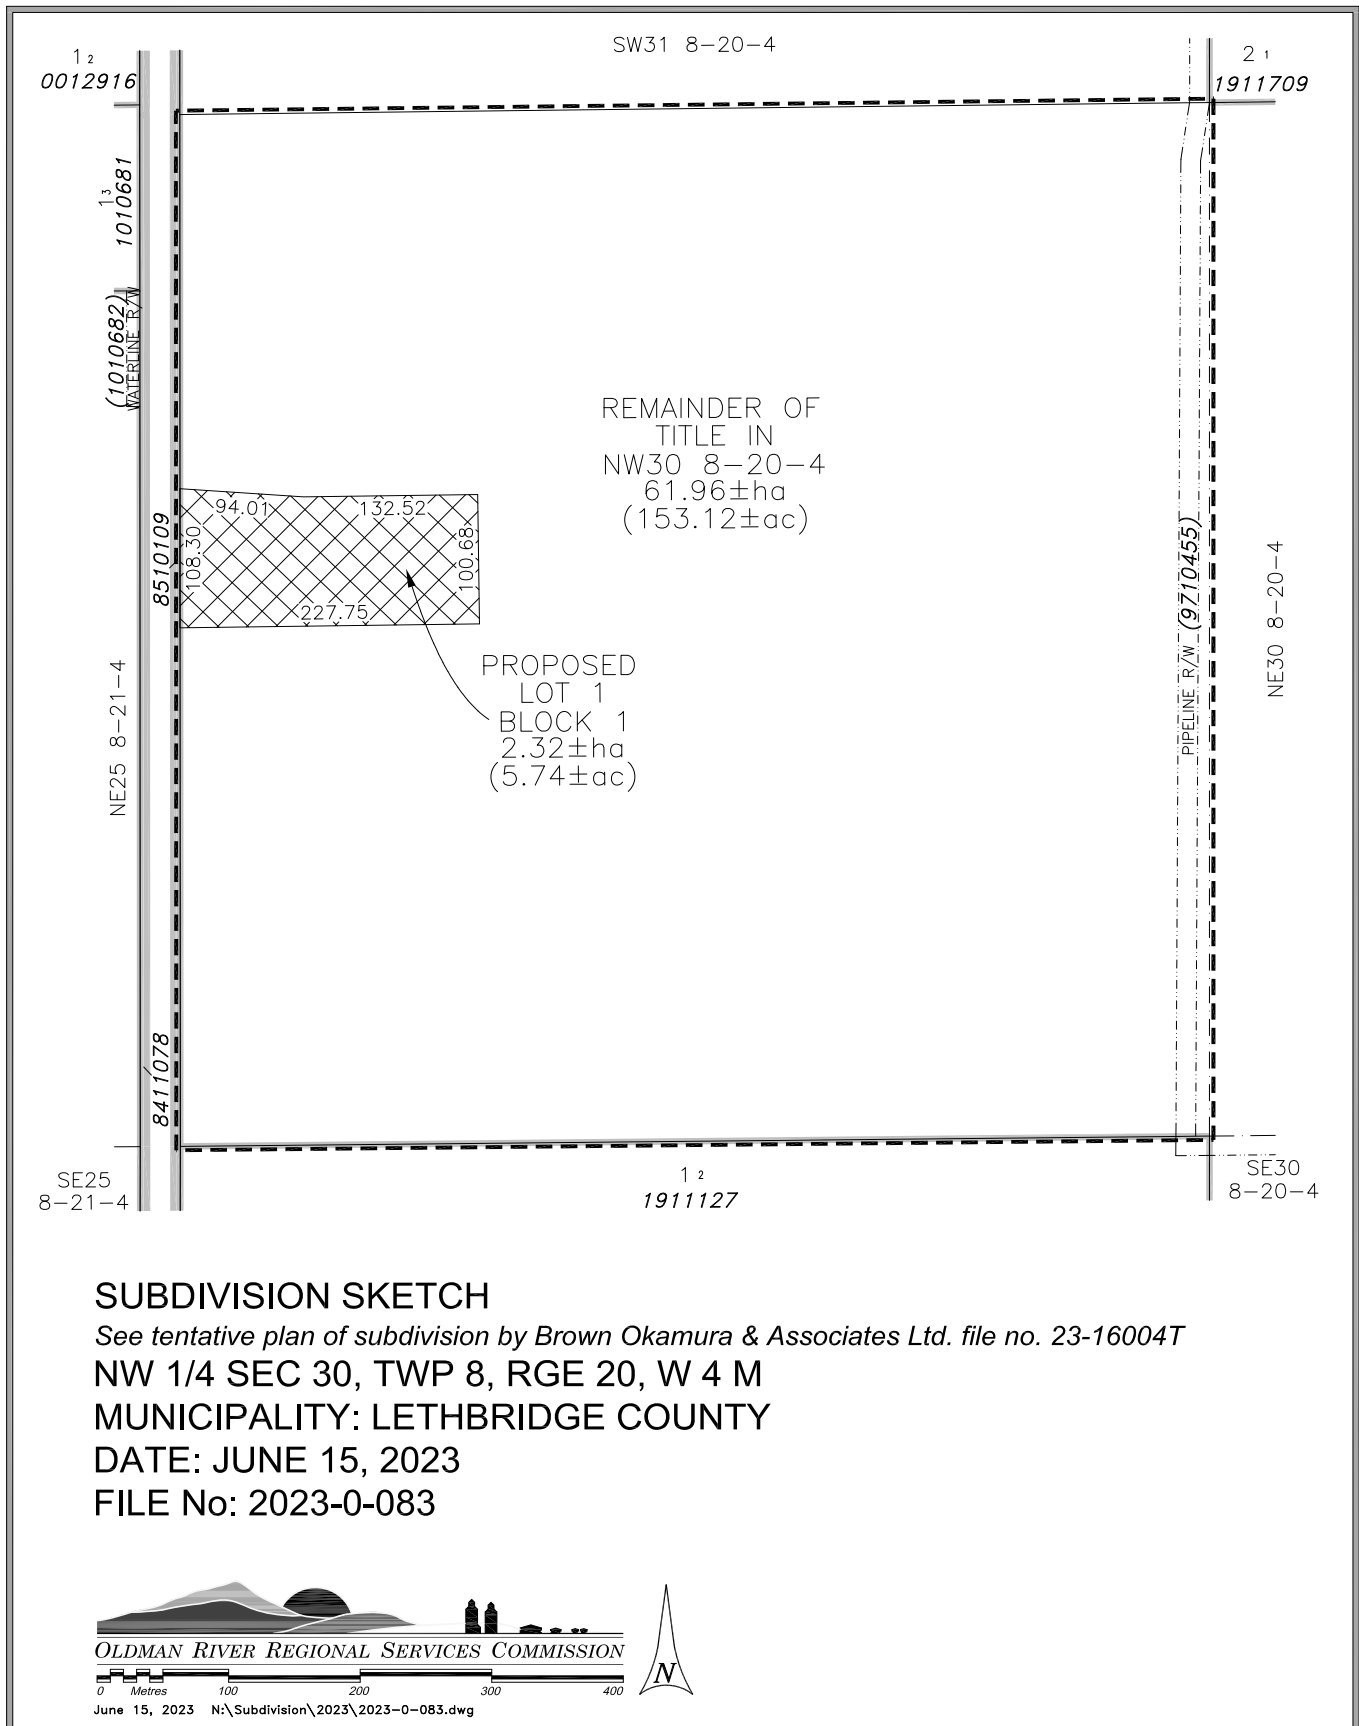 SW31 8-20-4
1 2
0012916
2 1
1911709
1 3
1010681
(1010682)
WATERLINE R/W
REMAINDER OF
TITLE IN
NW30 8-20-4
61.96±ha
(153.12±ac)
94.01
132.52
108.30
100.68
227.75
8510109
PROPOSED
LOT 1
BLOCK 1
2.32±ha
(5.74±ac)
PIPELINE R/W (9710455)
NE30 8-20-4
NE25 8-21-4
8411078
SE25
8-21-4
1 2
1911127
SE30
8-20-4
SUBDIVISION SKETCH
See tentative plan of subdivision by Brown Okamura & Associates Ltd. file no. 23-16004T
NW 1/4 SEC 30, TWP 8, RGE 20, W 4 M
MUNICIPALITY: LETHBRIDGE COUNTY
DATE: JUNE 15, 2023
FILE No: 2023-0-083
OLDMAN RIVER REGIONAL SERVICES COMMISSION
0 Metres 100 200 300 400
N
June 15, 2023 N:\Subdivision\2023\2023-0-083.dwg